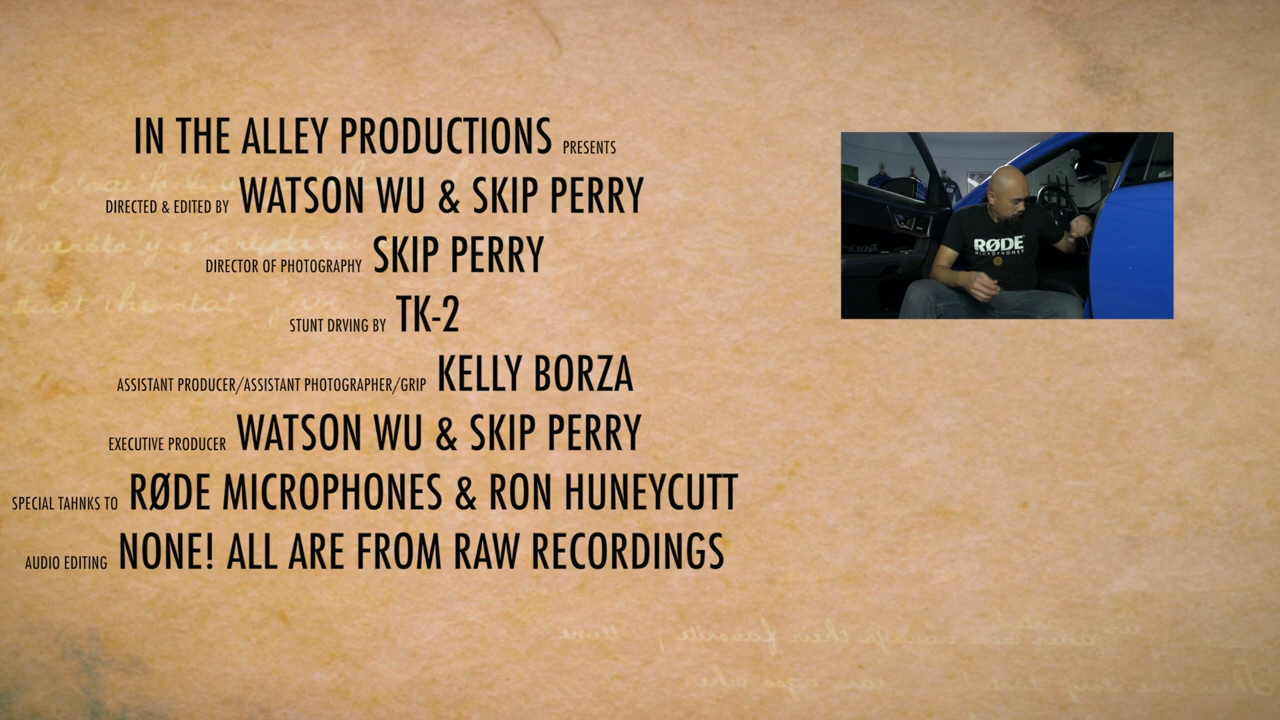 IN THE ALLEY PRODUCTIONS PRESENTS
DIRECTED & EDITED BY WATSON WU & SKIP PERRY
DIRECTOR OF PHOTOGRAPHY SKIP PERRY
STUNT DRVING BY TK-2
ASSISTANT PRODUCER/ASSISTANT PHOTOGRAPHER/GRIP KELLY BORZA
EXECUTIVE PRODUCER WATSON WU & SKIP PERRY
SPECIAL TAHNKS TO RØDE MICROPHONES & RON HUNEYCUTT
AUDIO EDITING NONE! ALL ARE FROM RAW RECORDINGS
RØDE
MICROPHONES